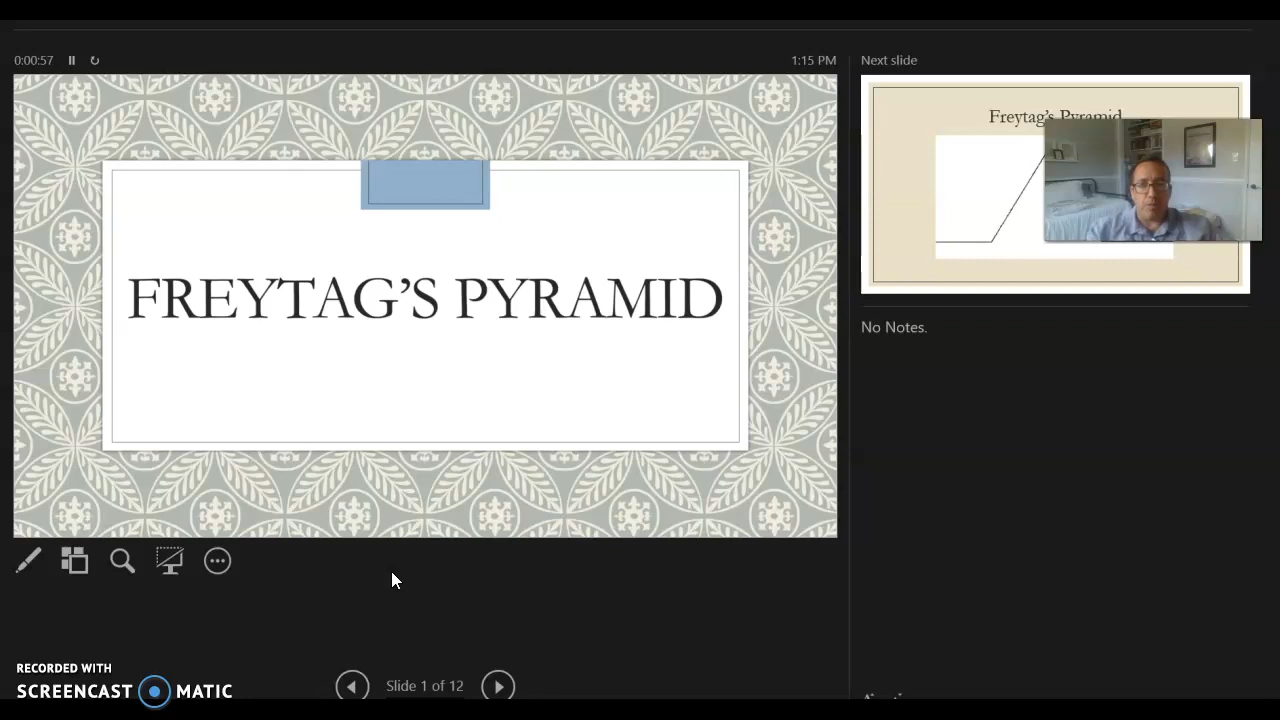 0:00:57
1:15 PM
Next slide
FREYTAG’S PYRAMID
Freytag's Pyramid
No Notes.
Slide 1 of 12
RECORDED WITH
SCREENCAST MATIC